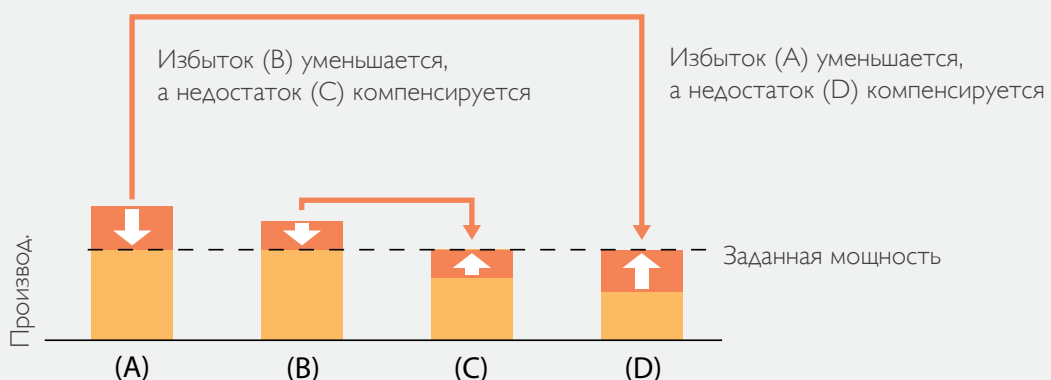 Избыток (B) уменьшается,
а недостаток (C) компенсируется
Избыток (A) уменьшается,
а недостаток (D) компенсируется
Производ.
Заданная мощность
(A)
(B)
(C)
(D)